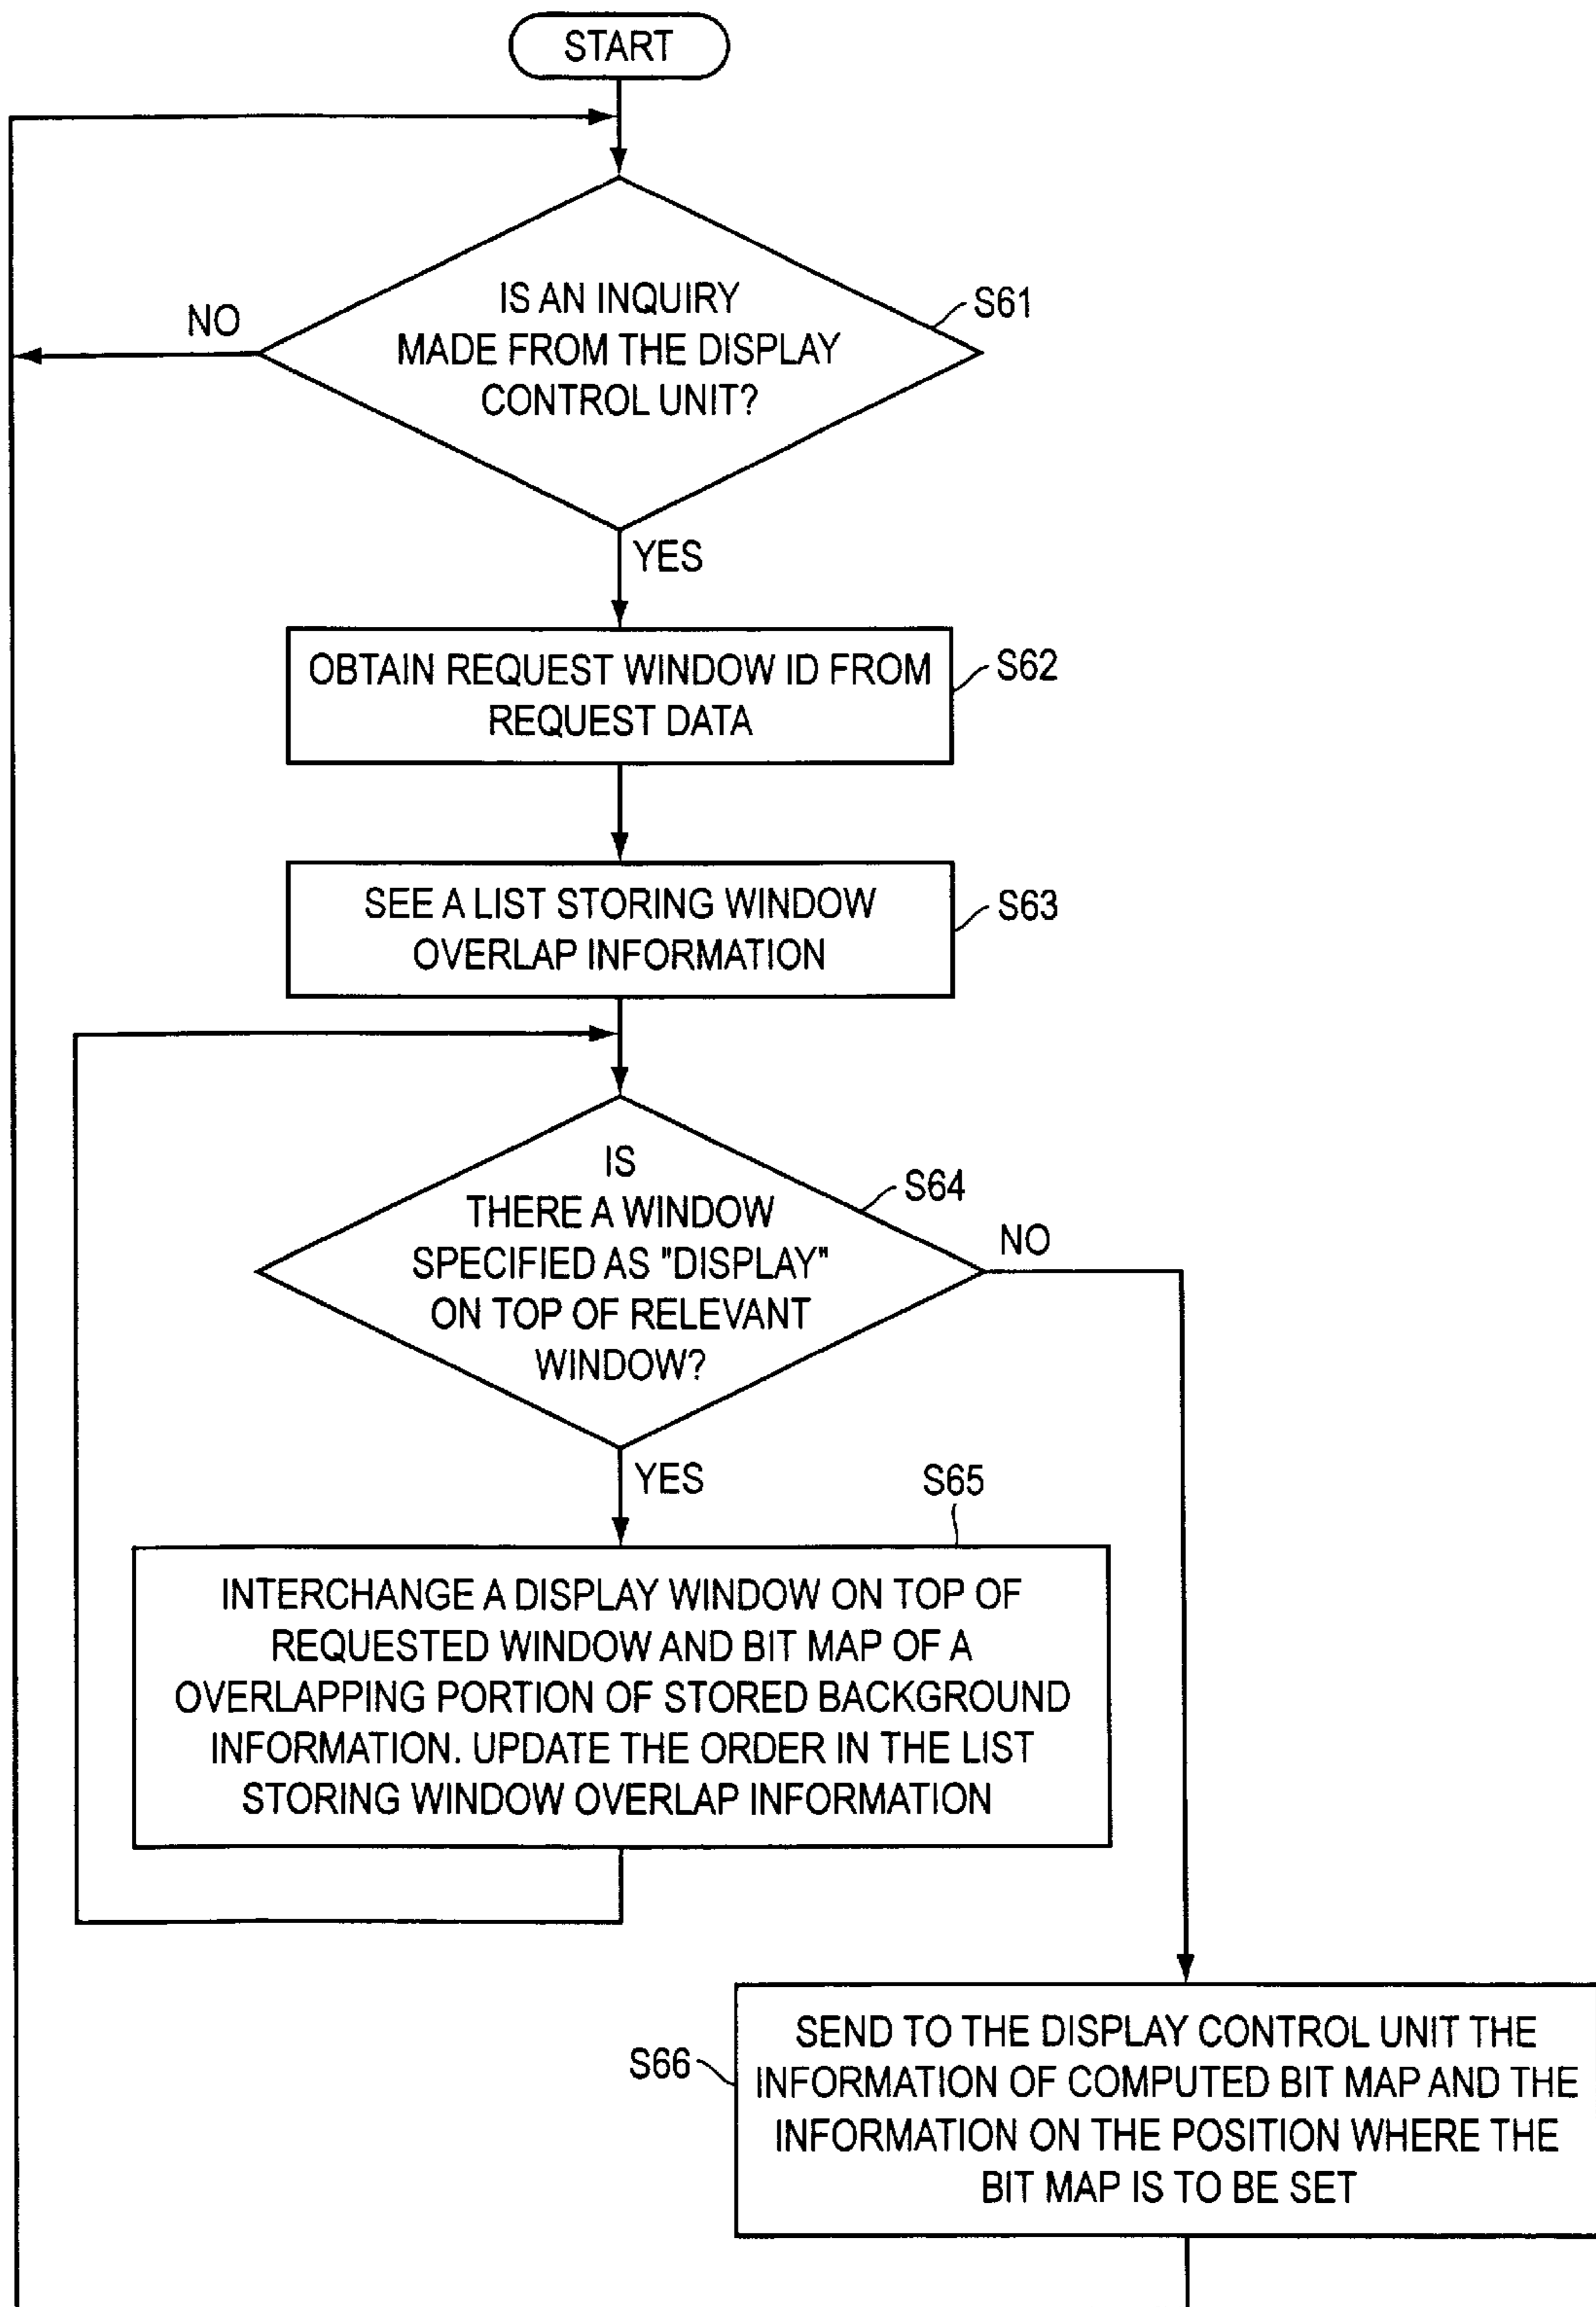 START
IS AN INQUIRY
MADE FROM THE DISPLAY
CONTROL UNIT?
S61
NO
YES
OBTAIN REQUEST WINDOW ID FROM
REQUEST DATA
S62
SEE A LIST STORING WINDOW
OVERLAP INFORMATION
S63
IS
THERE A WINDOW
SPECIFIED AS "DISPLAY"
ON TOP OF RELEVANT
WINDOW?
S64
NO
YES
S65
INTERCHANGE A DISPLAY WINDOW ON TOP OF
REQUESTED WINDOW AND BIT MAP OF A
OVERLAPPING PORTION OF STORED BACKGROUND
INFORMATION. UPDATE THE ORDER IN THE LIST
STORING WINDOW OVERLAP INFORMATION
S66
SEND TO THE DISPLAY CONTROL UNIT THE
INFORMATION OF COMPUTED BIT MAP AND THE
INFORMATION ON THE POSITION WHERE THE
BIT MAP IS TO BE SET